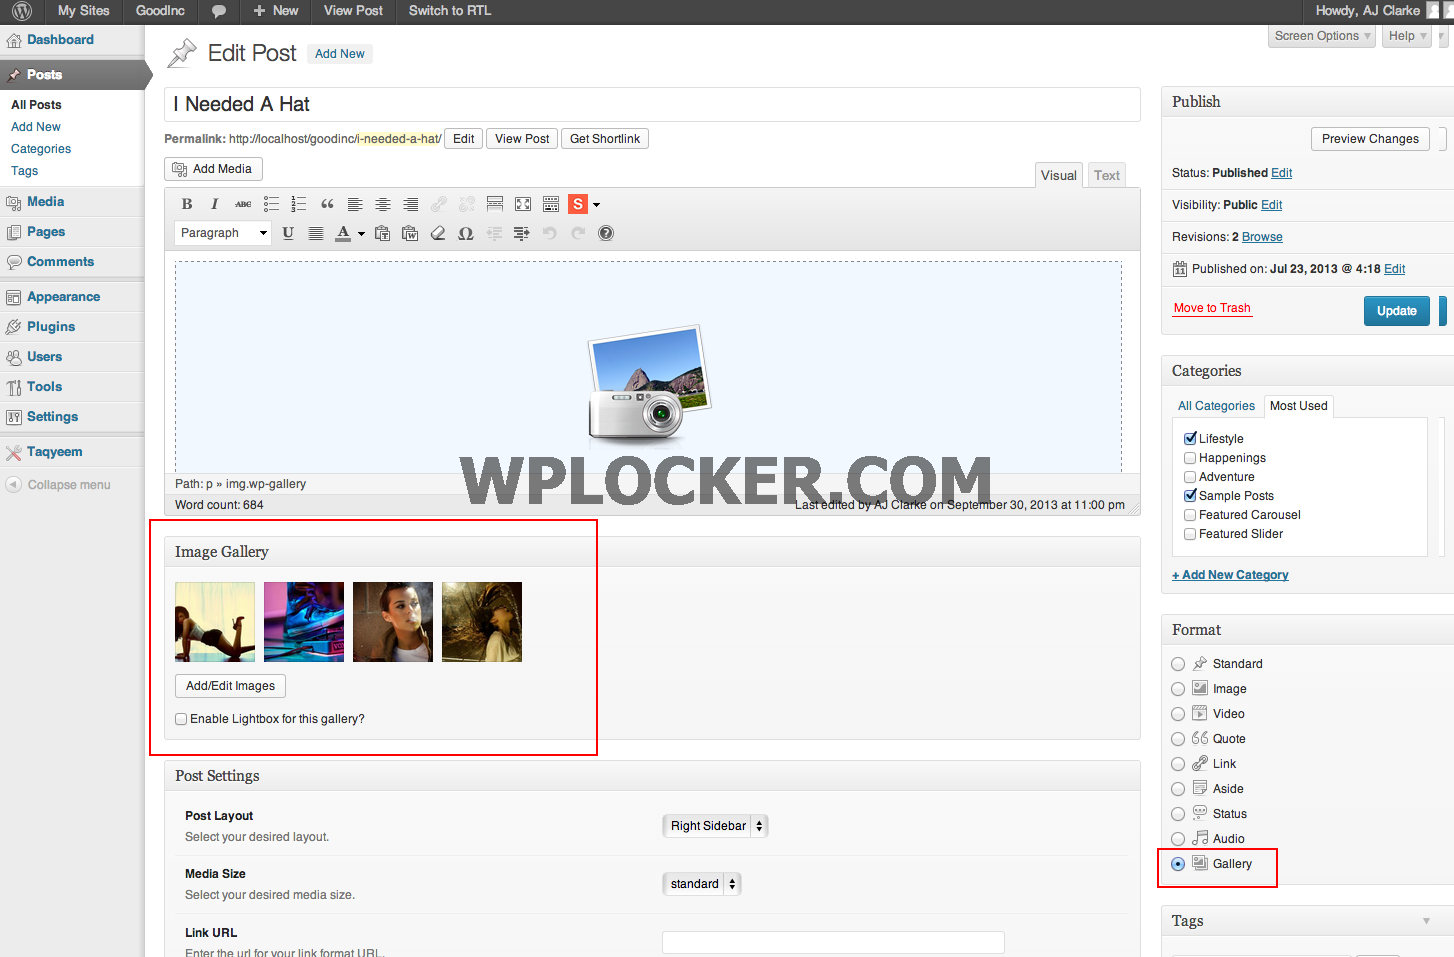 My Sites GoodInc + New View Post Switch to RTL Howdy, AJ Clarke
Screen Options Help
Dashboard
Posts
All Posts
Add New
Categories
Tags
Media
Pages
Comments
Appearance
Plugins
Users
Tools
Settings
Taqyeem
Collapse menu
Edit Post Add New
I Needed A Hat
Permalink: http://localhost/goodinc/i-needed-a-hat/ Edit View Post Get Shortlink
Add Media
Visual Text
B I ABC S
Paragraph U A Ω
Path: p » img.wp-gallery
WPLOCKER.COM
Word count: 684 Last edited by AJ Clarke on September 30, 2013 at 11:00 pm
Image Gallery
Add/Edit Images
Enable Lightbox for this gallery?
Post Settings
Post Layout
Select your desired layout.
Right Sidebar
Media Size
Select your desired media size.
standard
Link URL
Enter the url for your link format URL.
Publish
Preview Changes
Status: Published Edit
Visibility: Public Edit
Revisions: 2 Browse
11 Published on: Jul 23, 2013 @ 4:18 Edit
Move to Trash Update
Categories
All Categories Most Used
Lifestyle
Happenings
Adventure
Sample Posts
Featured Carousel
Featured Slider
+ Add New Category
Format
Standard
Image
Video
Quote
Link
Aside
Status
Audio
Gallery
Tags